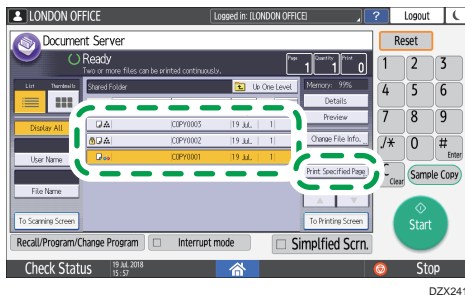 LONDON OFFICE
Logged in: [LONDON OFFICE]
?
Logout
Document Server
Reset
Ready
Two or more files can be printed continuously.
Page
1
Quantity
1
Print
0
1
2
3
List
Thumbnails
Shared Folder
Up One Level
Memory: 99%
4
5
6
Details
Preview
7
8
9
Display All
COPY0003
19 Jul.
1
Change File Info.
COPY0002
19 Jul.
1
/*
0
#
Enter
User Name
COPY0001
19 Jul.
1
Print Specified Page
C
Clear
Sample Copy
File Name
To Scanning Screen
To Printing Screen
Start
Recall/Program/Change Program
Interrupt mode
Simplfied Scrn.
Check Status
19 Jul. 2018
15:57
Stop
DZX241